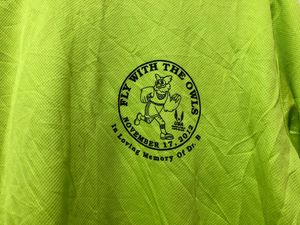 FLY WITH THE OWLS
NOVEMBER 17, 2012
In Loving Memory Of Dr. B